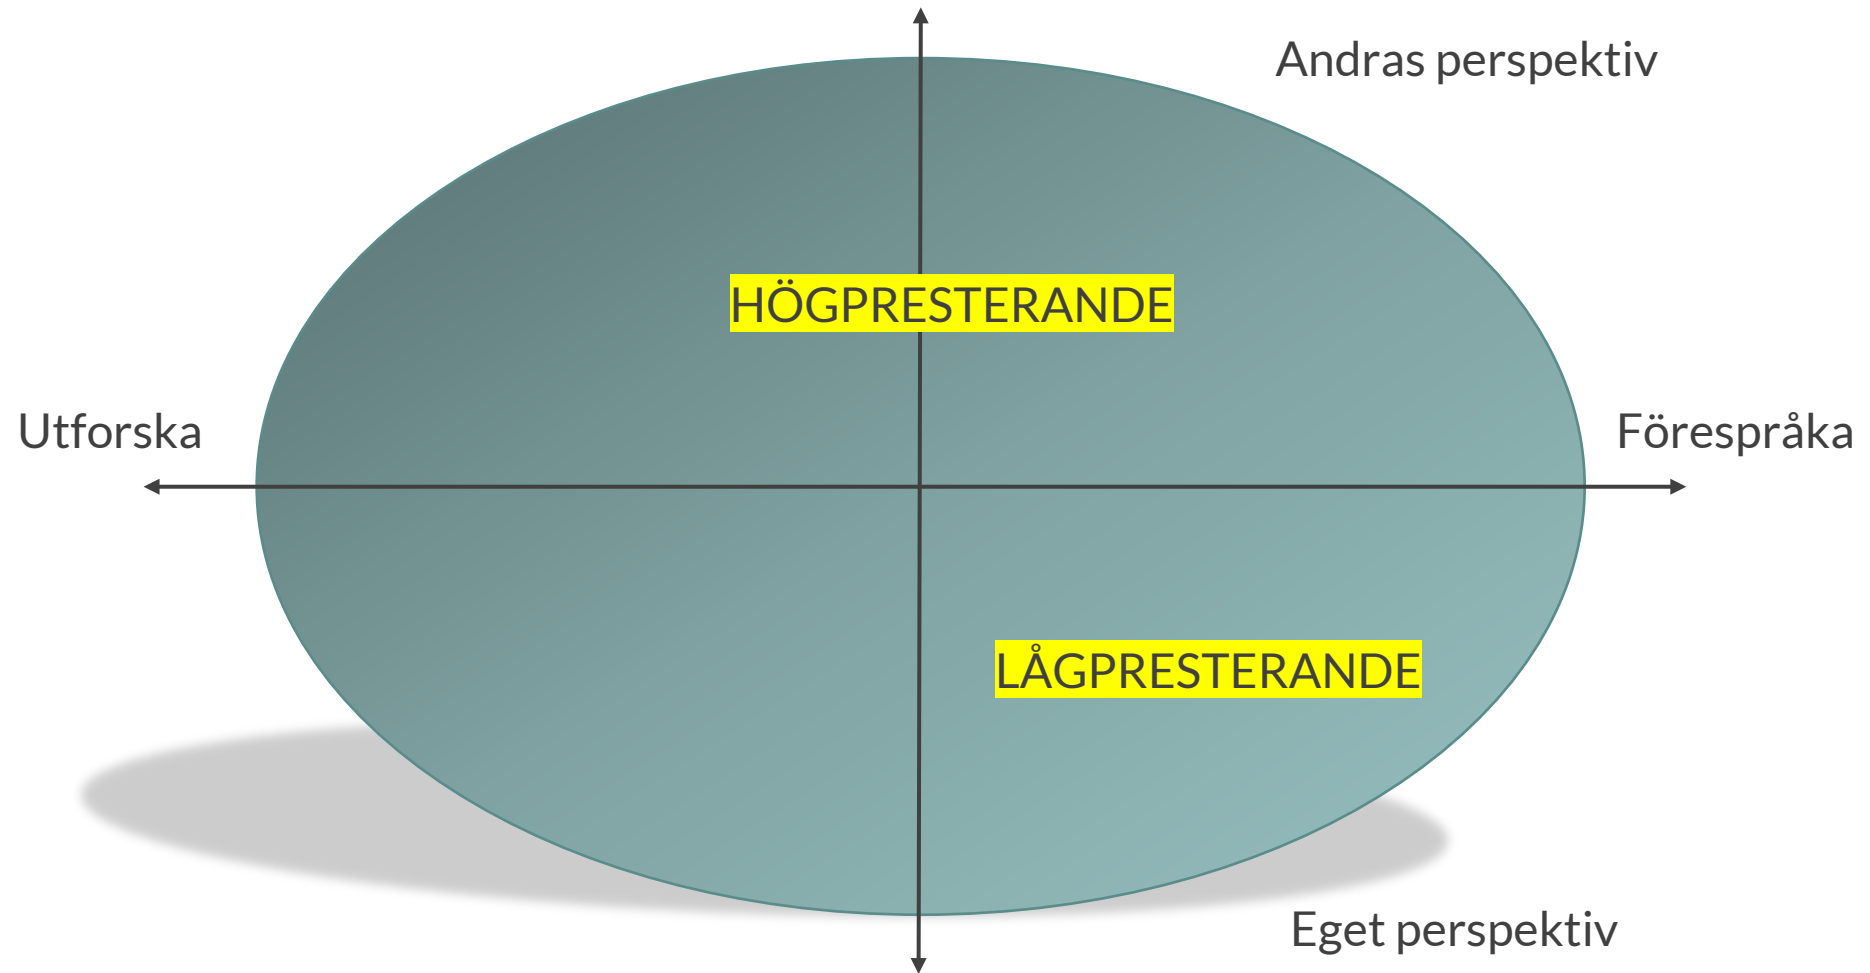 Andras perspektiv
HÖGPRESTERANDE
Utforska
Förespråka
LÅGPRESTERANDE
Eget perspektiv